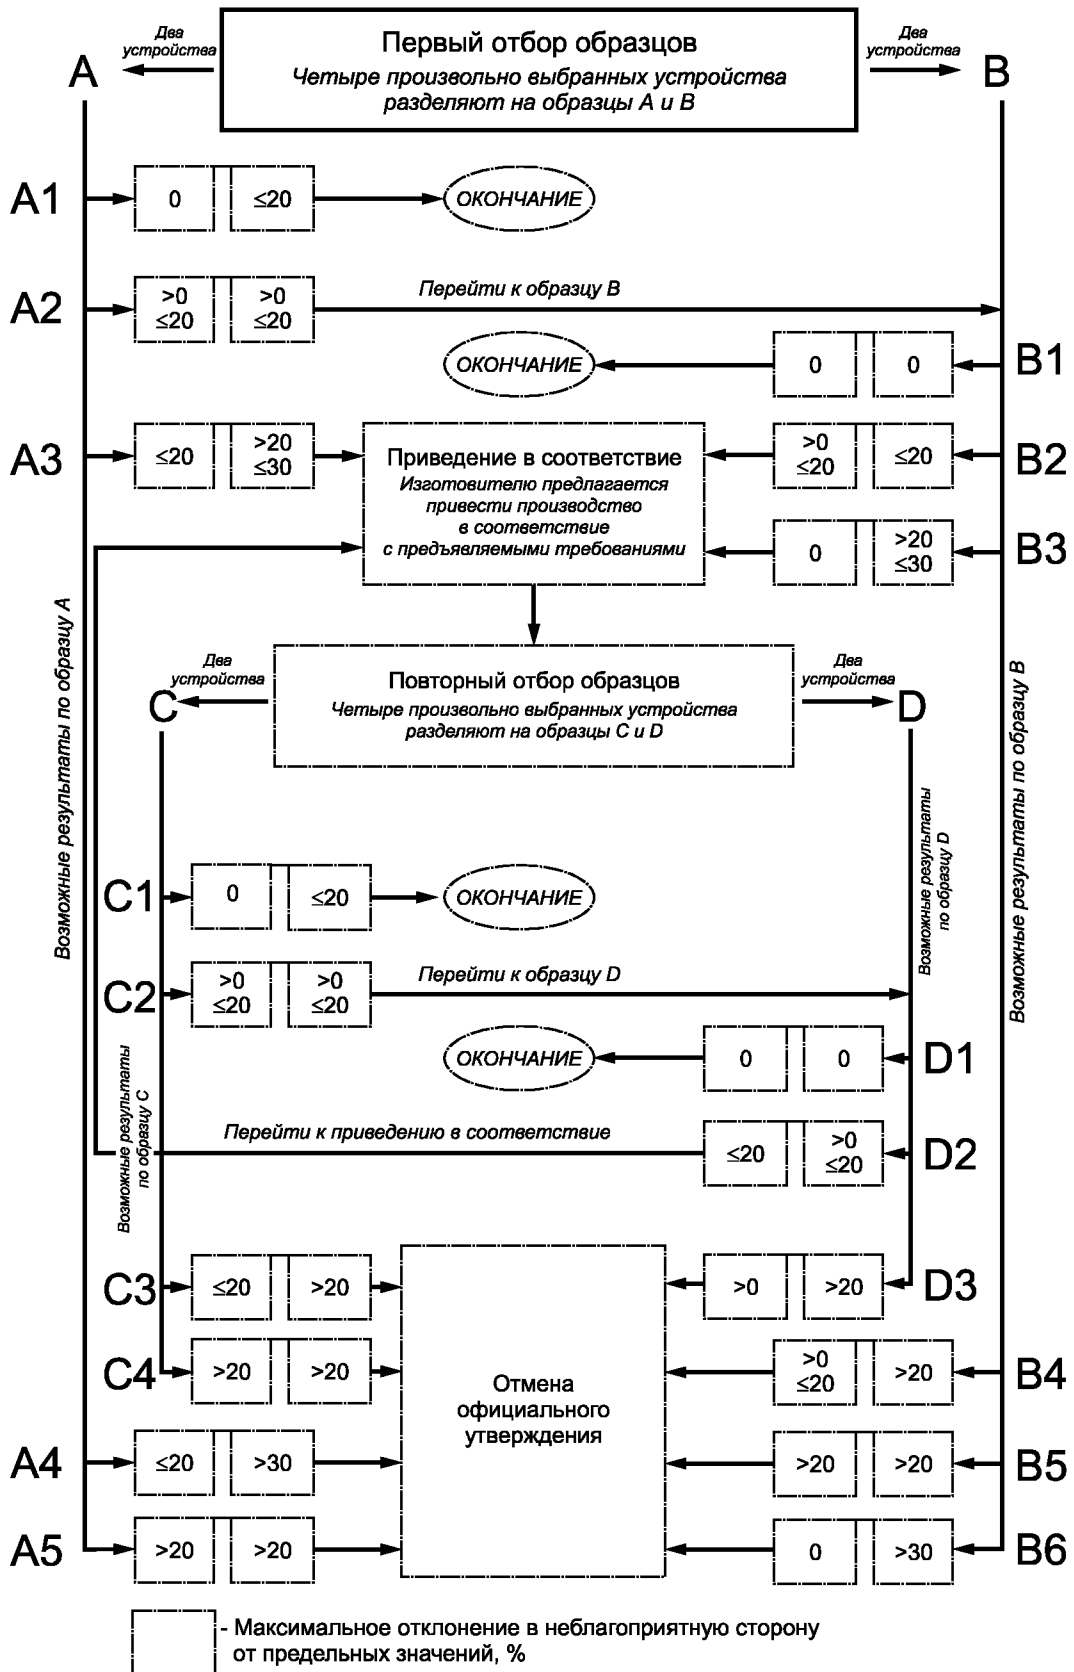 Два
устройства
Первый отбор образцов
Четыре произвольно выбранных устройства
разделяют на образцы A и B
Два
устройства
A
B
A1
0
≤20
ОКОНЧАНИЕ
A2
>0
≤20
>0
≤20
Перейти к образцу B
ОКОНЧАНИЕ
0
0
B1
A3
≤20
>20
≤30
Приведение в соответствие
Изготовителю предлагается
привести производство
в соответствие
с предъявляемыми требованиями
>0
≤20
≤20
B2
0
>20
≤30
B3
Возможные результаты по образцу A
Возможные результаты по образцу B
Два
устройства
Повторный отбор образцов
Четыре произвольно выбранных устройства
разделяют на образцы C и D
Два
устройства
C
D
Возможные результаты
по образцу D
C1
0
≤20
ОКОНЧАНИЕ
C2
>0
≤20
>0
≤20
Перейти к образцу D
ОКОНЧАНИЕ
0
0
D1
Возможные результаты
по образцу C
Перейти к приведению в соответствие
≤20
>0
≤20
D2
C3
≤20
>20
>0
>20
D3
C4
>20
>20
Отмена
официального
утверждения
>0
≤20
>20
B4
A4
≤20
>30
>20
>20
B5
A5
>20
>20
0
>30
B6
- Максимальное отклонение в неблагоприятную сторону
от предельных значений, %